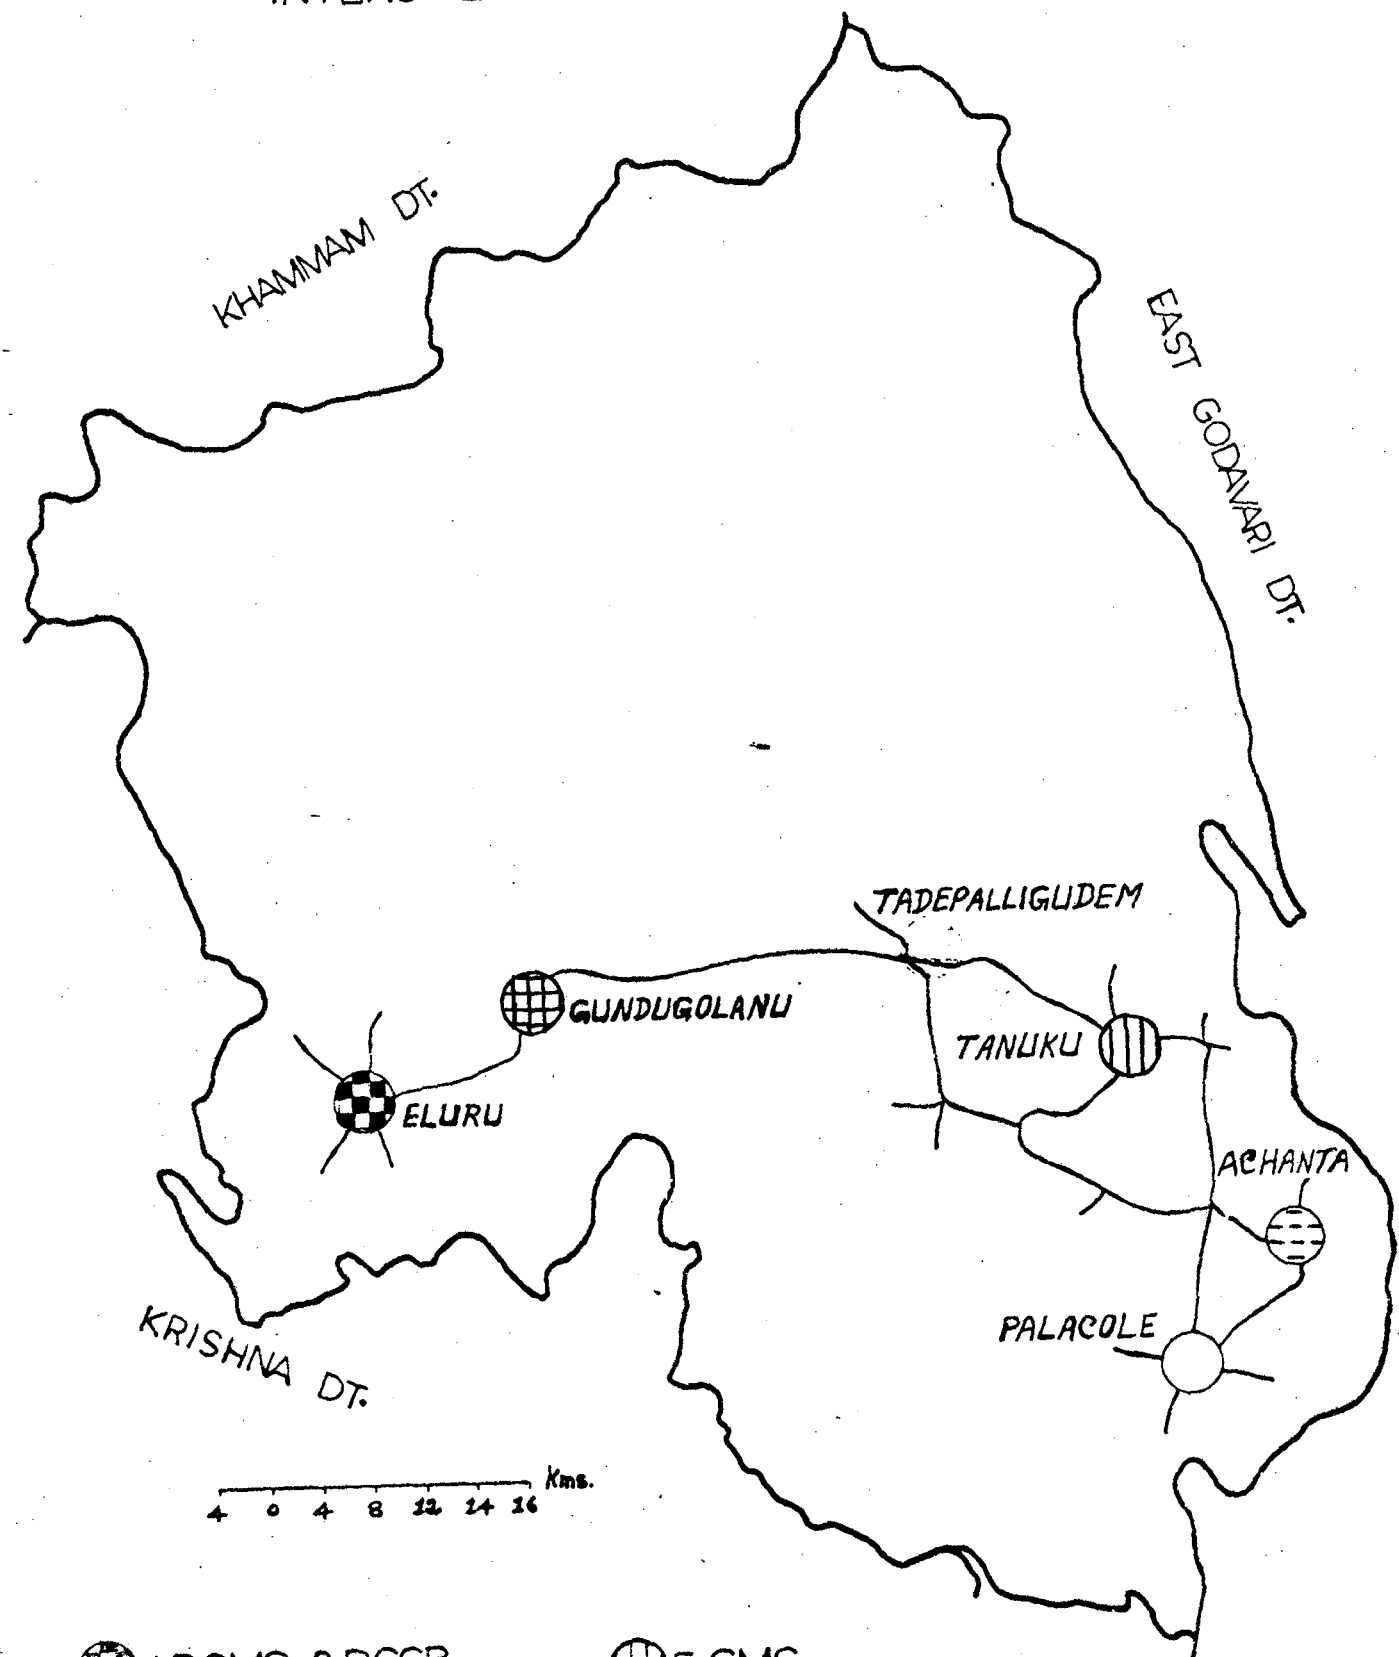 KHAMMAM DT.
EAST GODAVARI DT.
TADEPALLIGUDEM
GUNDUGOLANU
TANUKU
ELURU
ACHANTA
PALACOLE
KRISHNA DT.
Kms.
4 0 4 8 12 14 16